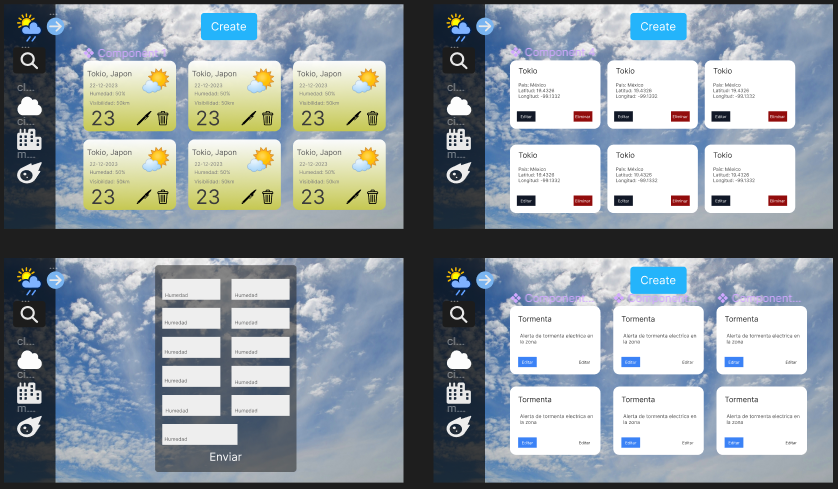 Create
Component
Tokio, Japon
22-12-2023
Humedad: 50%
Visibilidad: 50km
23
Tokio, Japon
22-12-2023
Humedad: 50%
Visibilidad: 50km
23
Tokio, Japon
22-12-2023
Humedad: 50%
Visibilidad: 50km
23
Tokio, Japon
22-12-2023
Humedad: 50%
Visibilidad: 50km
23
Tokio, Japon
22-12-2023
Humedad: 50%
Visibilidad: 50km
23
Tokio, Japon
22-12-2023
Humedad: 50%
Visibilidad: 50km
23
cl...
ci...
m...
Create
Component
Tokio
País: México
Latitud: 19.4326
Longitud: -99.1332
Editar
Eliminar
Tokio
País: México
Latitud: 19.4326
Longitud: -99.1332
Editar
Eliminar
Tokio
País: México
Latitud: 19.4326
Longitud: -99.1332
Editar
Eliminar
Tokio
País: México
Latitud: 19.4326
Longitud: -99.1332
Editar
Eliminar
Tokio
País: México
Latitud: 19.4326
Longitud: -99.1332
Editar
Eliminar
Tokio
País: México
Latitud: 19.4326
Longitud: -99.1332
Editar
Eliminar
cl...
ci...
m...
Humedad
Humedad
Humedad
Humedad
Humedad
Humedad
Humedad
Humedad
Humedad
Humedad
Humedad
Enviar
cl...
ci...
m...
Create
Component...
Component
Component...
Tormenta
Alerta de tormenta electrica en
la zona
Editar
Editar
Tormenta
Alerta de tormenta electrica en
la zona
Editar
Editar
Tormenta
Alerta de tormenta electrica en
la zona
Editar
Editar
Tormenta
Alerta de tormenta electrica en
la zona
Editar
Editar
Tormenta
Alerta de tormenta electrica en
la zona
Editar
Editar
Tormenta
Alerta de tormenta electrica en
la zona
Editar
Editar
cl...
ci...
m...